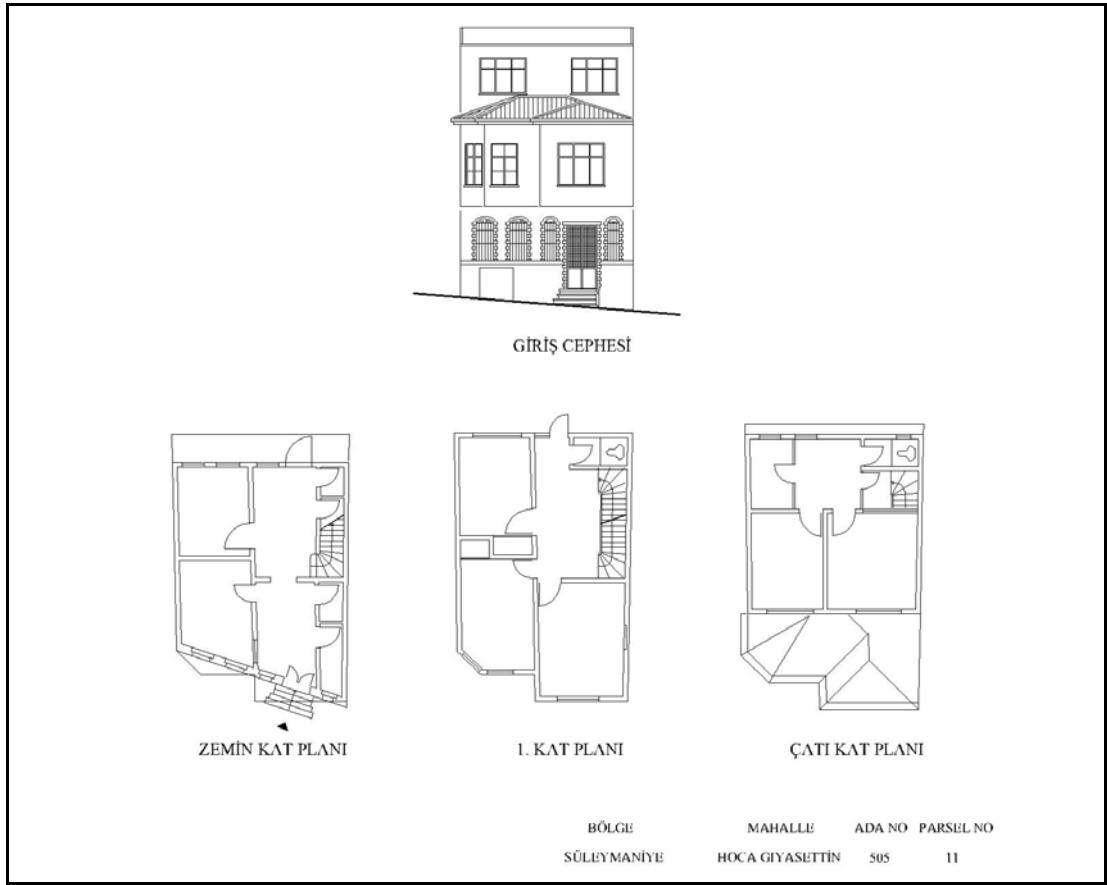 GİRİŞ CEPHESİ
ZEMİN KAT PLANI 1. KAT PLANI ÇATI KAT PLANI
BÖLGE MAHALLE ADA NO PARSEL NO
SÜLEYMANİYE HOCA GIYASETTİN 505 11